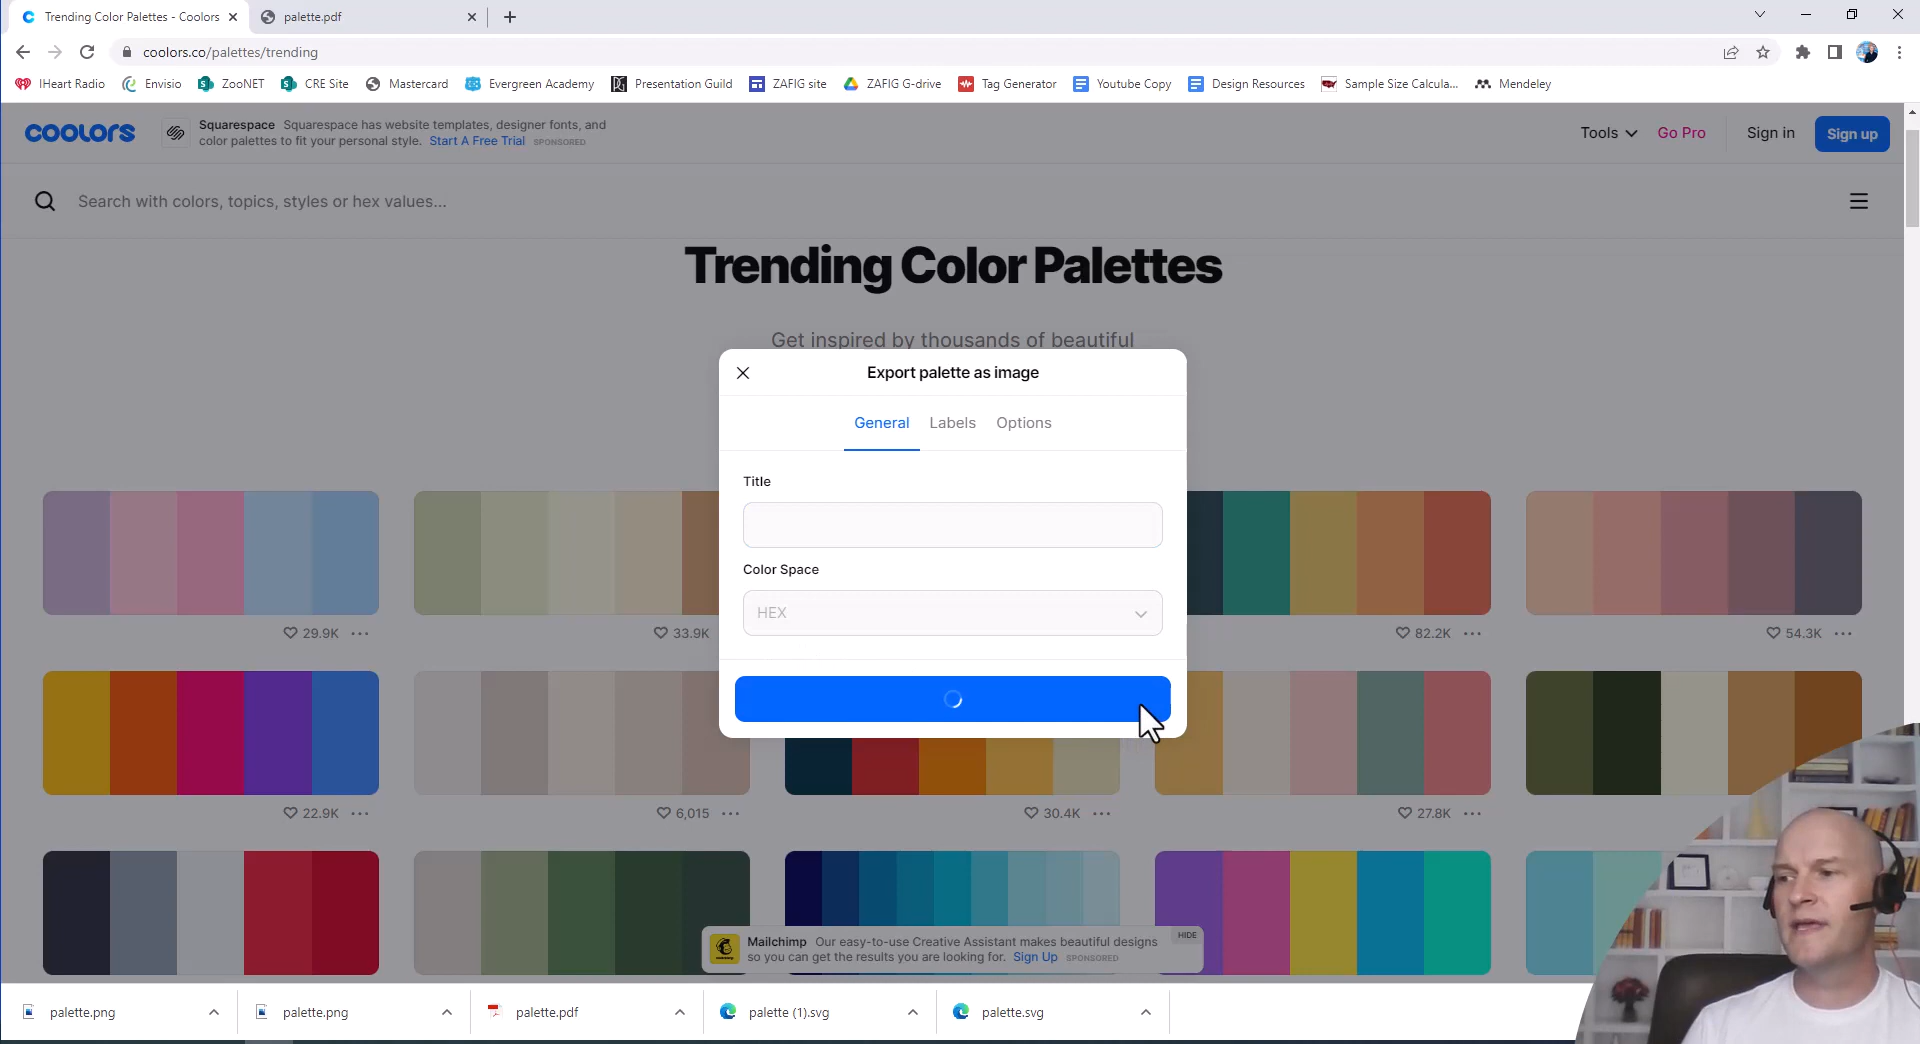 Trending Color Palettes - Coolors
palette.pdf
coolors.co/palettes/trending
IHeart Radio
Envisio
ZooNET
CRE Site
Mastercard
Evergreen Academy
Presentation Guild
ZAFIG site
ZAFIG G-drive
Tag Generator
Youtube Copy
Design Resources
Sample Size Calcula...
Mendeley
coolors
Squarespace Squarespace has website templates, designer fonts, and
color palettes to fit your personal style. Start A Free Trial SPONSORED
Tools
Go Pro
Sign in
Sign up
Search with colors, topics, styles or hex values...
Trending Color Palettes
Get inspired by thousands of beautiful
Export palette as image
General
Labels
Options
Title
Color Space
HEX
29.9K
33.9K
82.2K
54.3K
22.9K
6,015
30.4K
27.8K
Mailchimp Our easy-to-use Creative Assistant makes beautiful designs
so you can get the results you are looking for. Sign Up SPONSORED
HIDE
palette.png
palette.png
palette.pdf
palette (1).svg
palette.svg